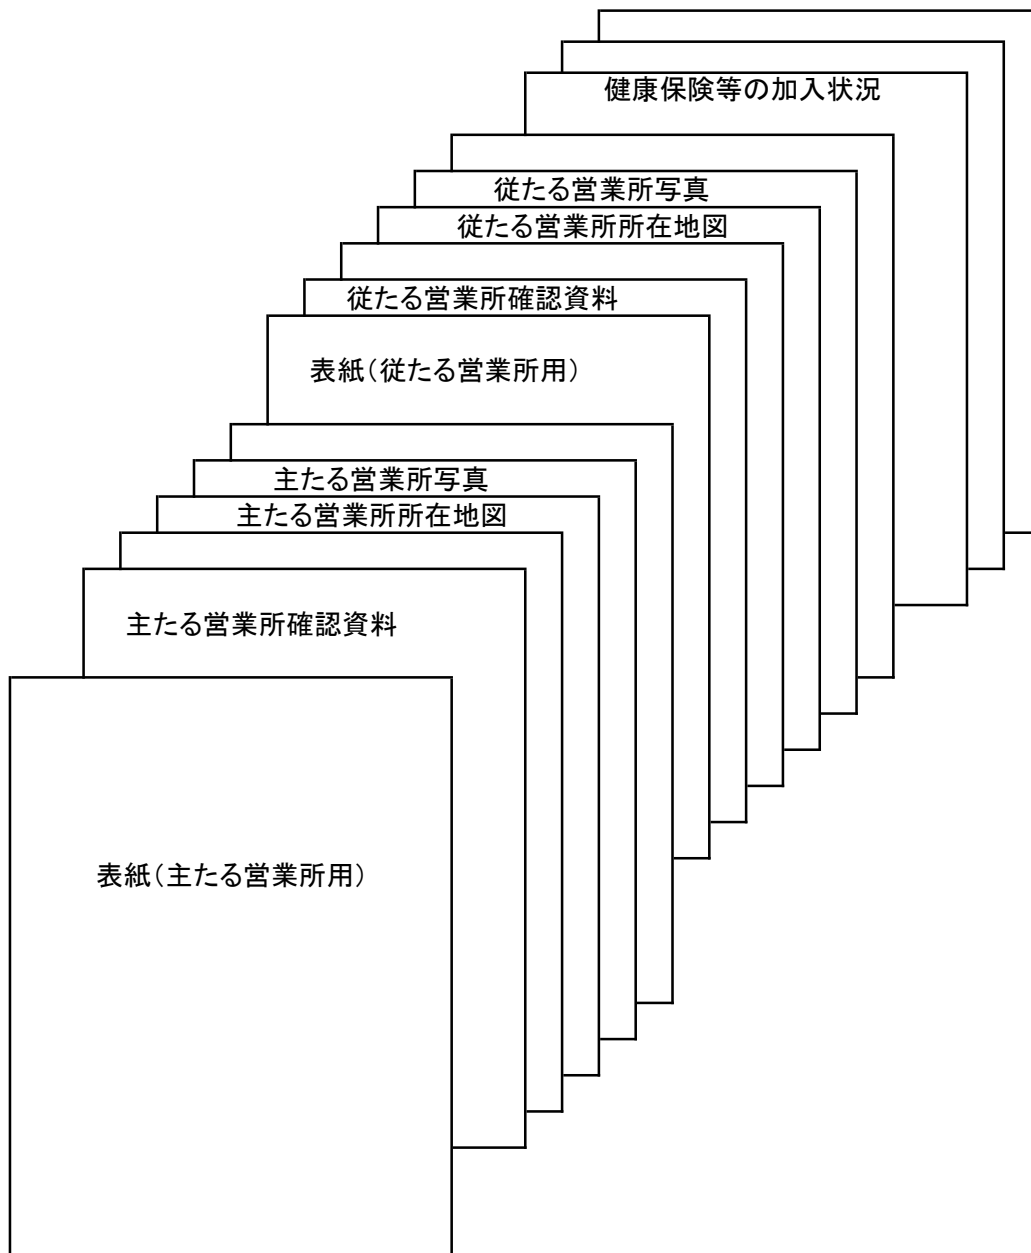 健康保険等の加入状況
従たる営業所写真
従たる営業所所在地図
従たる営業所確認資料
表紙（従たる営業所用）
主たる営業所写真
主たる営業所所在地図
主たる営業所確認資料
表紙（主たる営業所用）